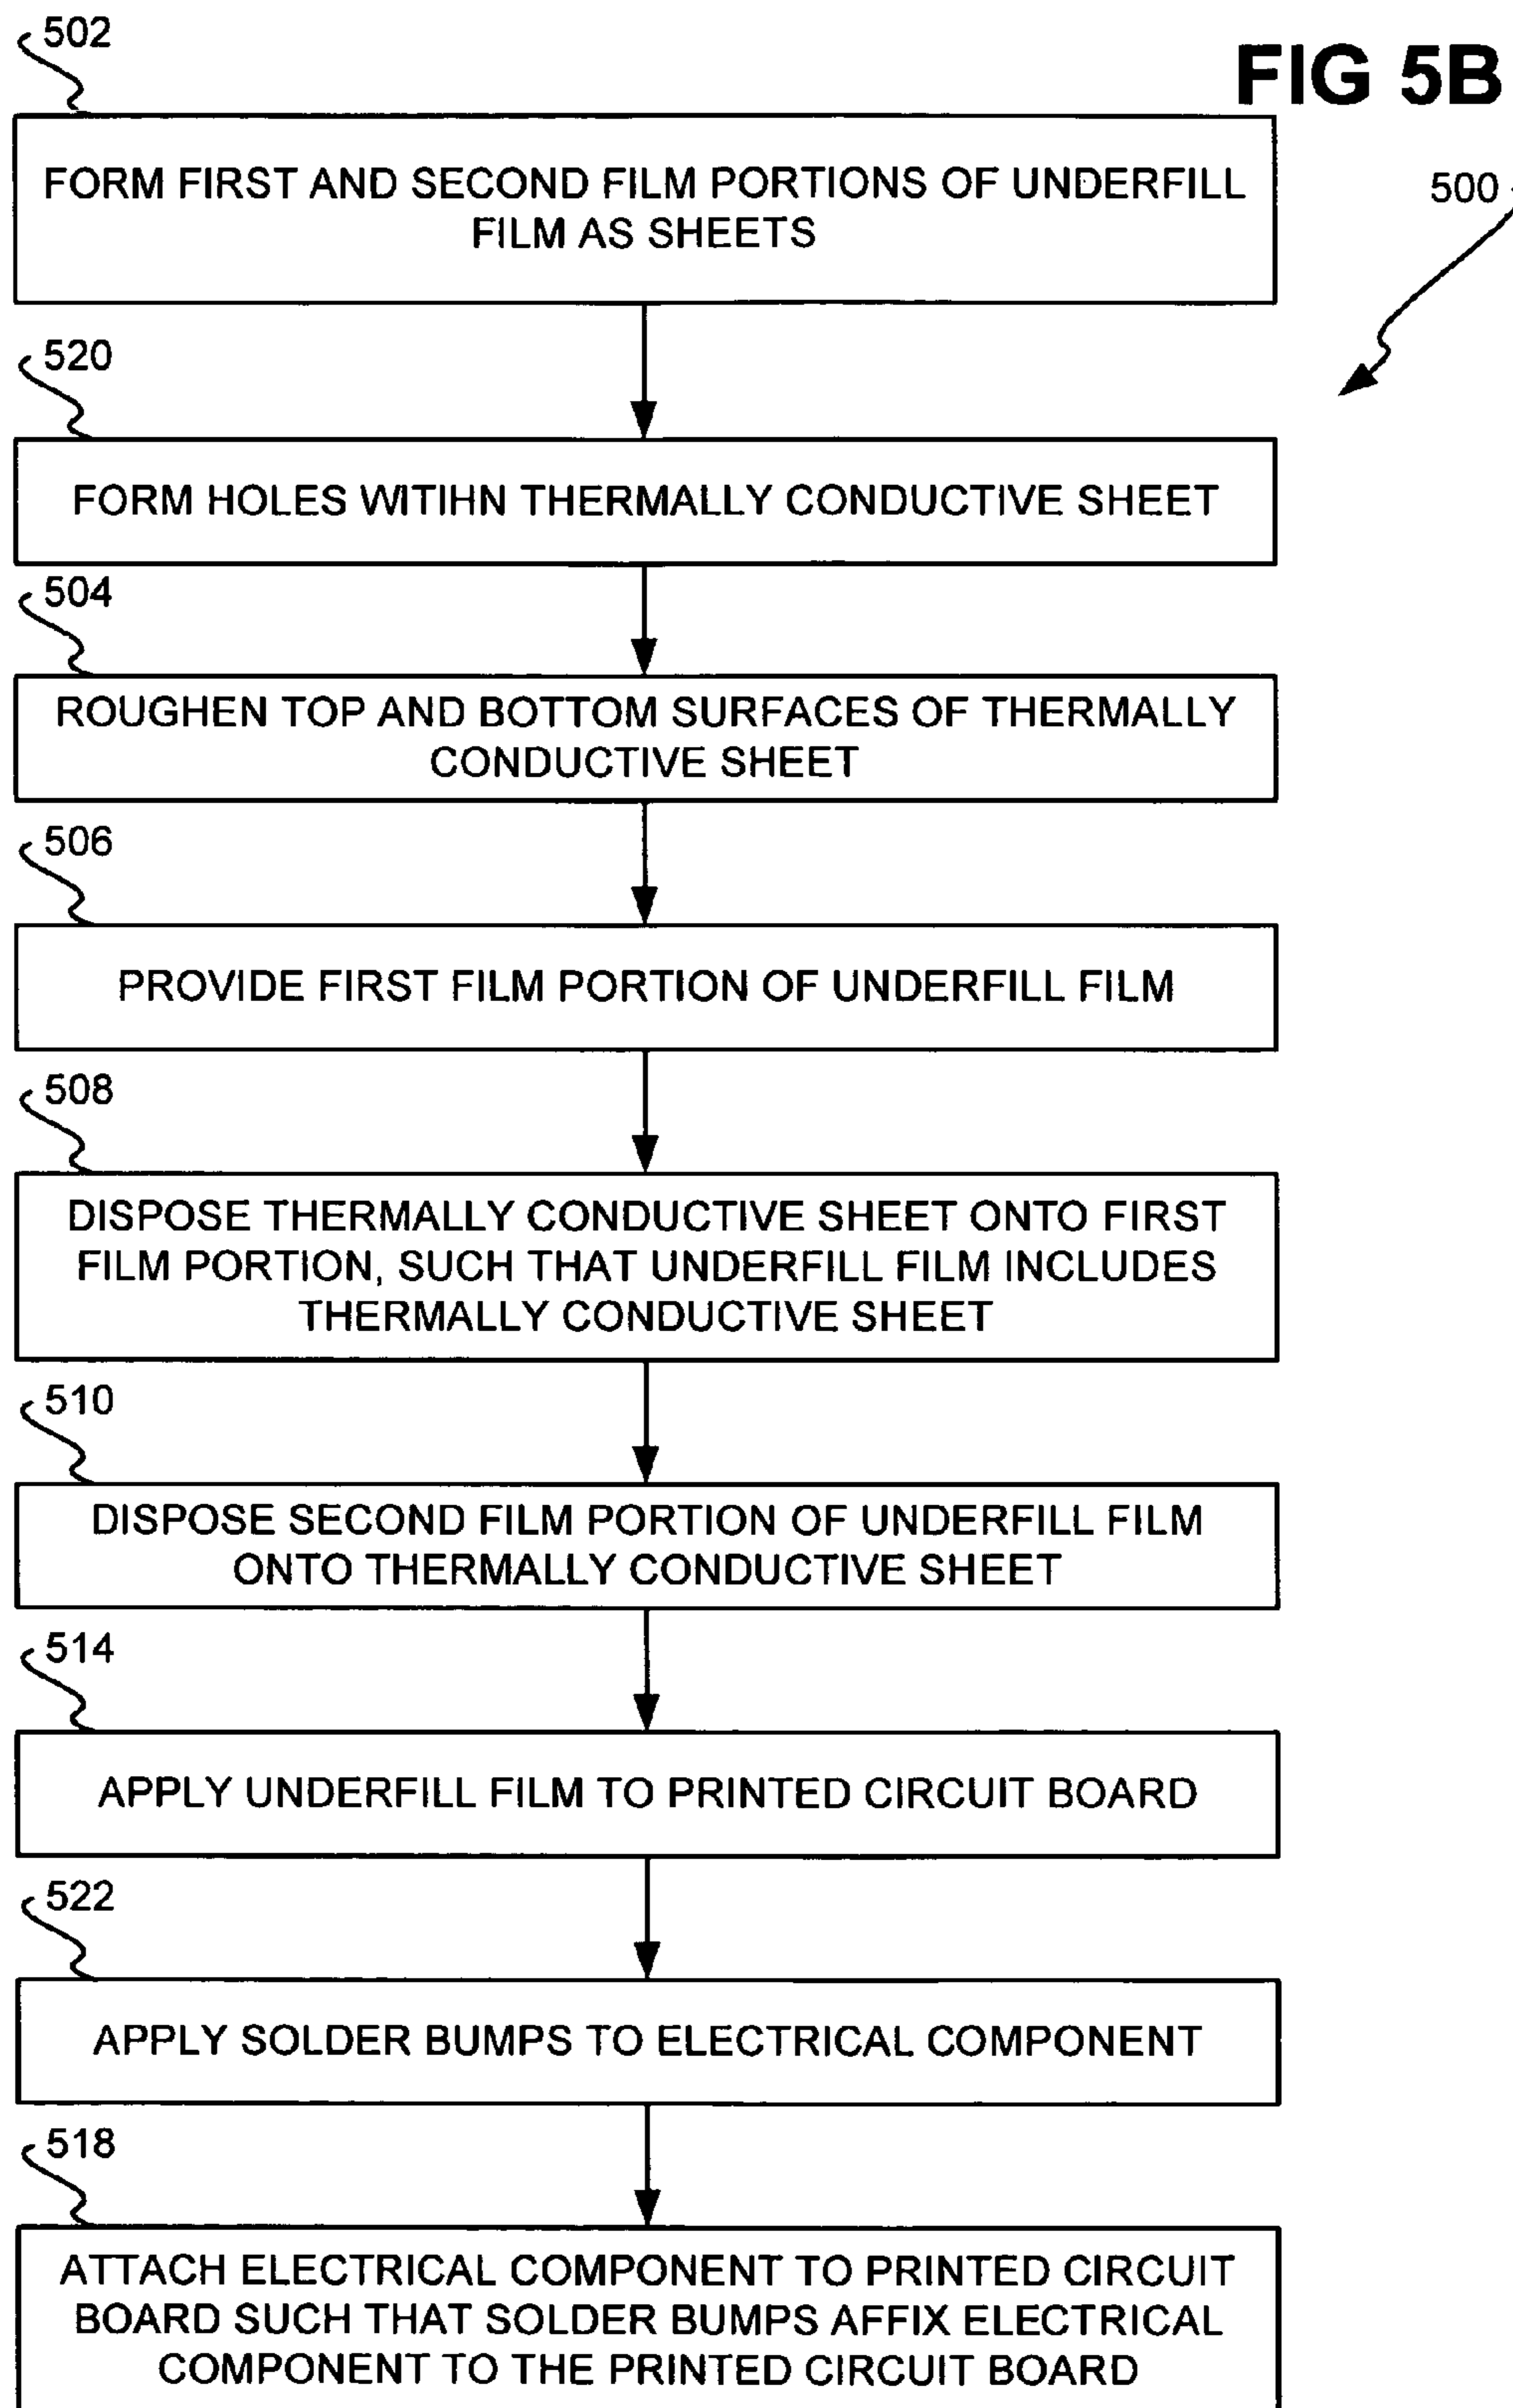 502
FIG 5B
FORM FIRST AND SECOND FILM PORTIONS OF UNDERFILL
FILM AS SHEETS
500
520
FORM HOLES WITIHN THERMALLY CONDUCTIVE SHEET
504
ROUGHEN TOP AND BOTTOM SURFACES OF THERMALLY
CONDUCTIVE SHEET
506
PROVIDE FIRST FILM PORTION OF UNDERFILL FILM
508
DISPOSE THERMALLY CONDUCTIVE SHEET ONTO FIRST
FILM PORTION, SUCH THAT UNDERFILL FILM INCLUDES
THERMALLY CONDUCTIVE SHEET
510
DISPOSE SECOND FILM PORTION OF UNDERFILL FILM
ONTO THERMALLY CONDUCTIVE SHEET
514
APPLY UNDERFILL FILM TO PRINTED CIRCUIT BOARD
522
APPLY SOLDER BUMPS TO ELECTRICAL COMPONENT
518
ATTACH ELECTRICAL COMPONENT TO PRINTED CIRCUIT
BOARD SUCH THAT SOLDER BUMPS AFFIX ELECTRICAL
COMPONENT TO THE PRINTED CIRCUIT BOARD